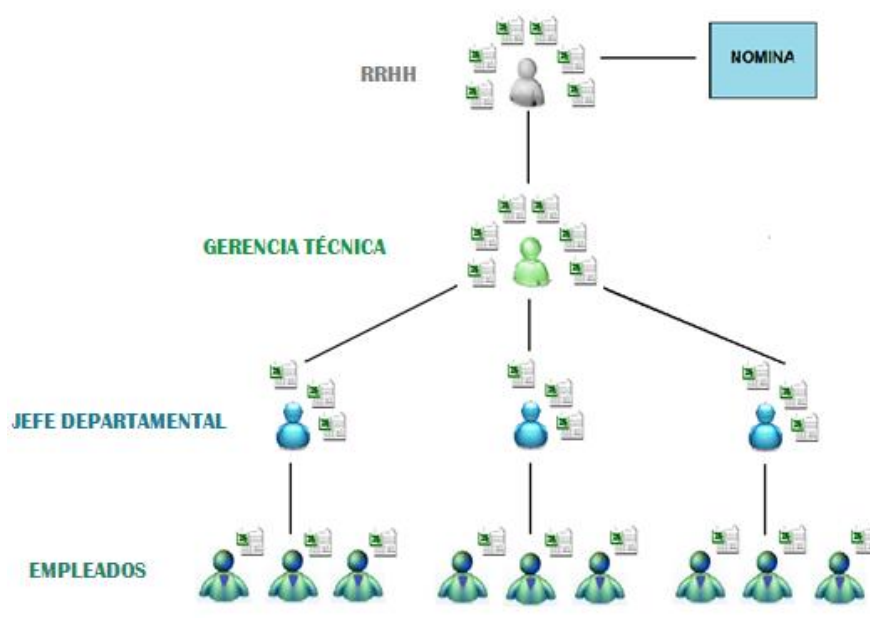 RRHH
NOMINA
GERENCIA TÉCNICA
JEFE DEPARTAMENTAL
EMPLEADOS